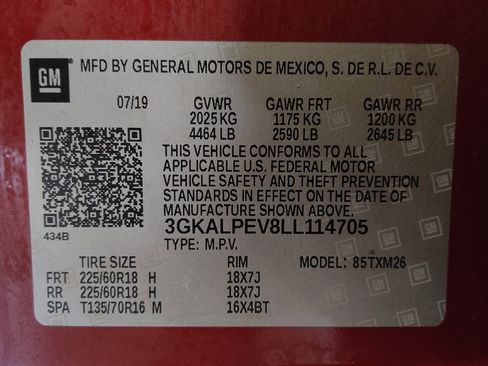 GM MFD BY GENERAL MOTORS DE MEXICO, S. DE R.L. DE C.V.
07/19 GVWR GAWR FRT GAWR RR
2025 KG 1175 KG 1200 KG
4464 LB 2590 LB 2645 LB
THIS VEHICLE CONFORMS TO ALL
APPLICABLE U.S. FEDERAL MOTOR
VEHICLE SAFETY AND THEFT PREVENTION
STANDARDS IN EFFECT ON THE DATE OF
MANUFACTURE SHOWN ABOVE.
434B 3GKALPEV8LL114705
TYPE: M.P.V.
TIRE SIZE RIM MODEL: 85TXM26
FRT 225/60R18 H 18X7J
RR 225/60R18 H 18X7J
SPA T135/70R16 M 16X4BT